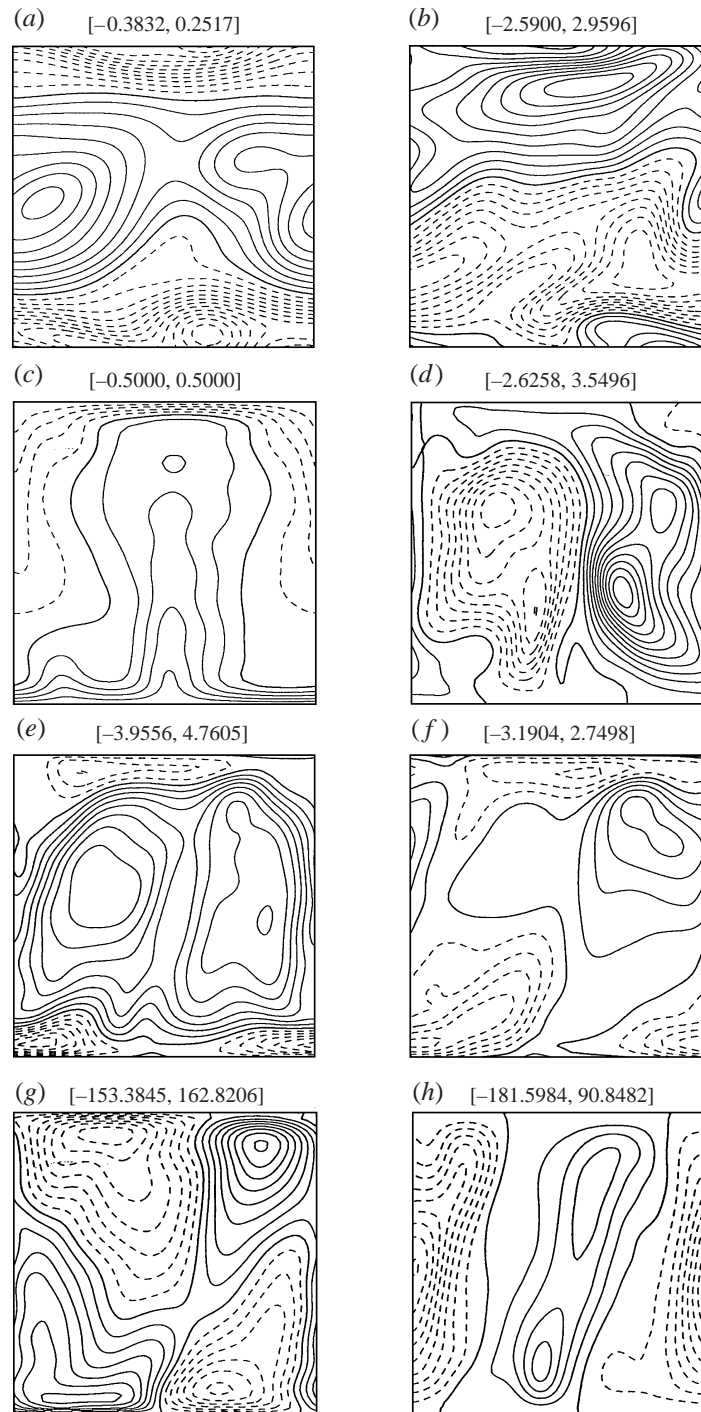 (a) [–0.3832, 0.2517]
(b) [–2.5900, 2.9596]
(c) [–0.5000, 0.5000]
(d) [–2.6258, 3.5496]
(e) [–3.9556, 4.7605]
(f) [–3.1904, 2.7498]
(g) [–153.3845, 162.8206]
(h) [–181.5984, 90.8482]